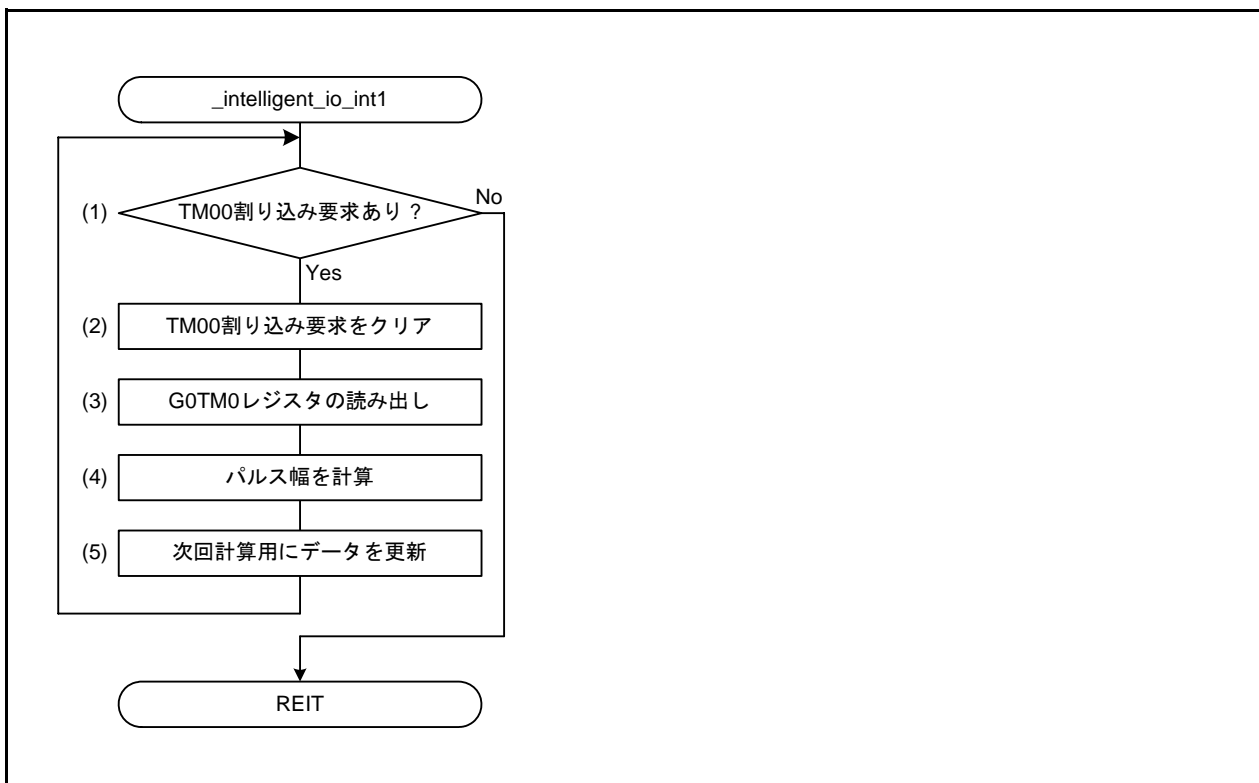 _intelligent_io_int1
(1) TM00割り込み要求あり？ No
Yes
(2) TM00割り込み要求をクリア
(3) G0TM0レジスタの読み出し
(4) パルス幅を計算
(5) 次回計算用にデータを更新
REIT